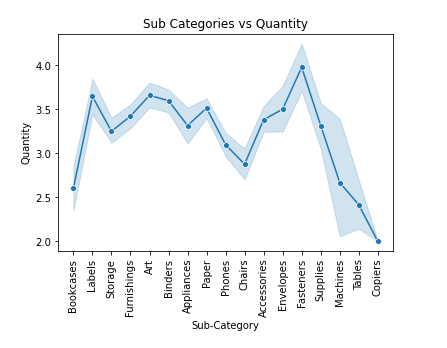 Sub Categories vs Quantity
4.0
3.5
3.0
2.5
2.0
Quantity
Bookcases
Labels
Storage
Furnishings
Art
Binders
Appliances
Paper
Phones
Chairs
Accessories
Envelopes
Fasteners
Supplies
Machines
Tables
Copiers
Sub-Category